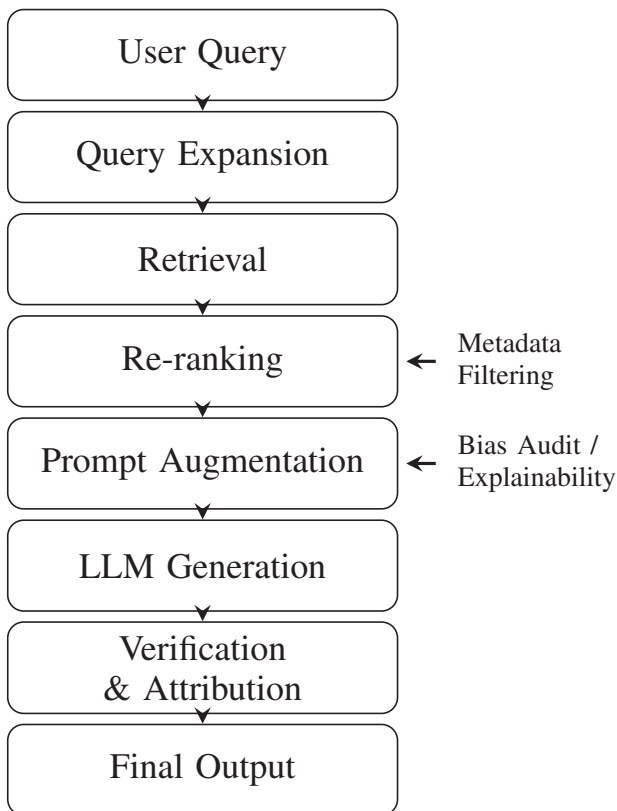 User Query
Query Expansion
Retrieval
Re-ranking
Metadata
Filtering
Prompt Augmentation
Bias Audit /
Explainability
LLM Generation
Verification
& Attribution
Final Output